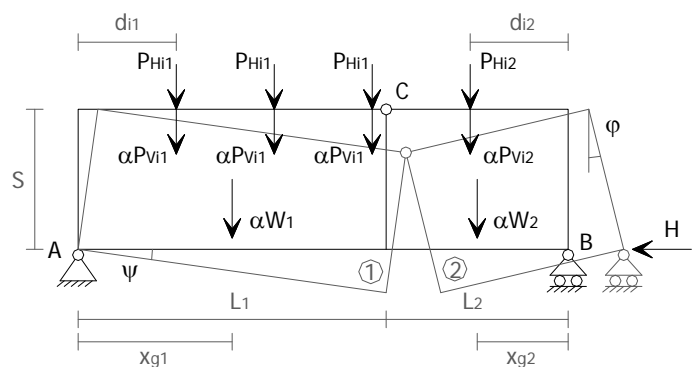 di1 di2
PHi1 PHi1 PHi1 PHi2
C
αPVi1 αPVi1 αPVi1 αPVi2
φ
S
αW1 αW2
H
A B
ψ 1 2
L1 L2
xg1 xg2